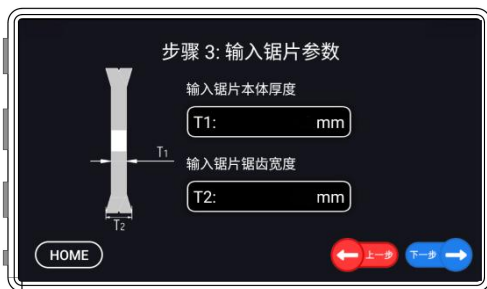 步骤 3: 输入锯片参数
输入锯片本体厚度
T1: mm
T1
输入锯片锯齿宽度
T2: mm
T2
HOME
上一步
下一步